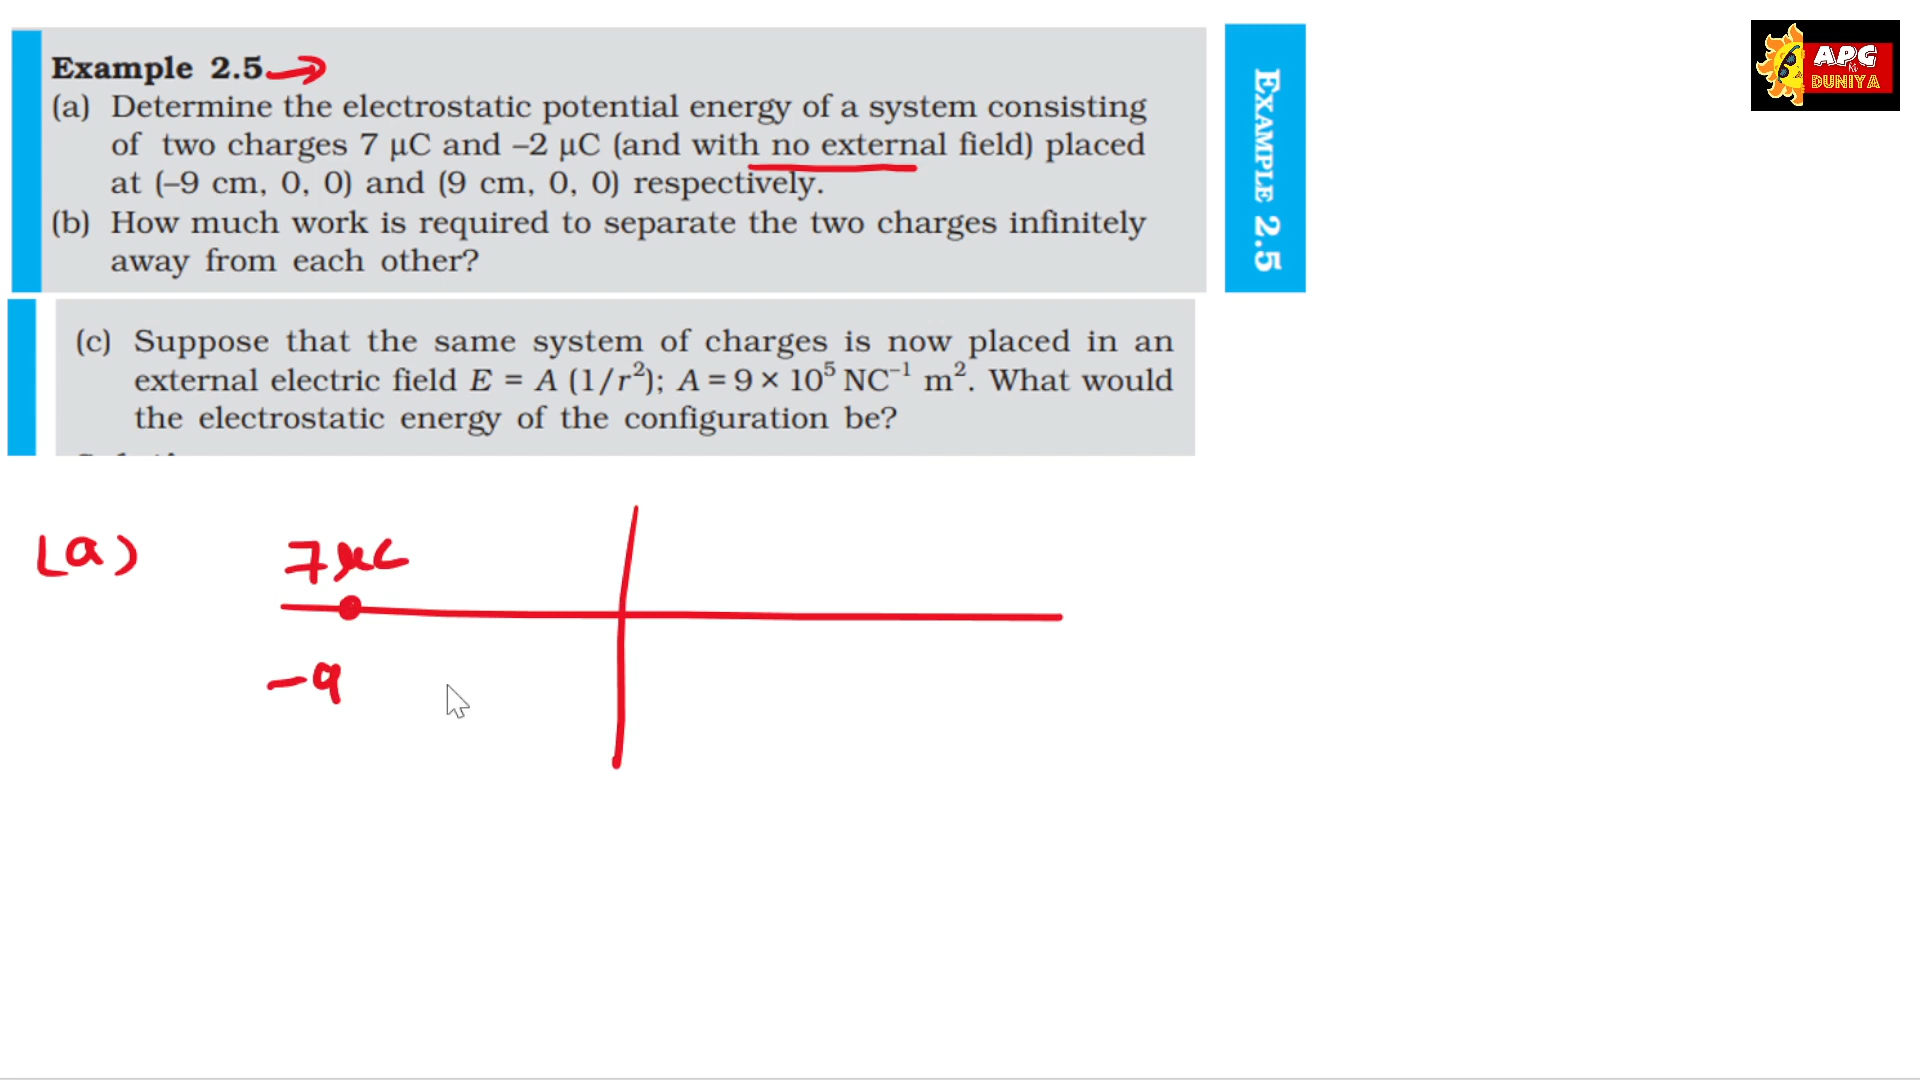 Example 2.5
(a) Determine the electrostatic potential energy of a system consisting
of two charges 7 μC and –2 μC (and with no external field) placed
at (–9 cm, 0, 0) and (9 cm, 0, 0) respectively.
(b) How much work is required to separate the two charges infinitely
away from each other?
EXAMPLE 2.5
(c) Suppose that the same system of charges is now placed in an
external electric field E = A (1/r²); A = 9 × 10⁵ NC⁻¹ m². What would
the electrostatic energy of the configuration be?
(a)
7μC
-9
APG
Ki
DUNIYA